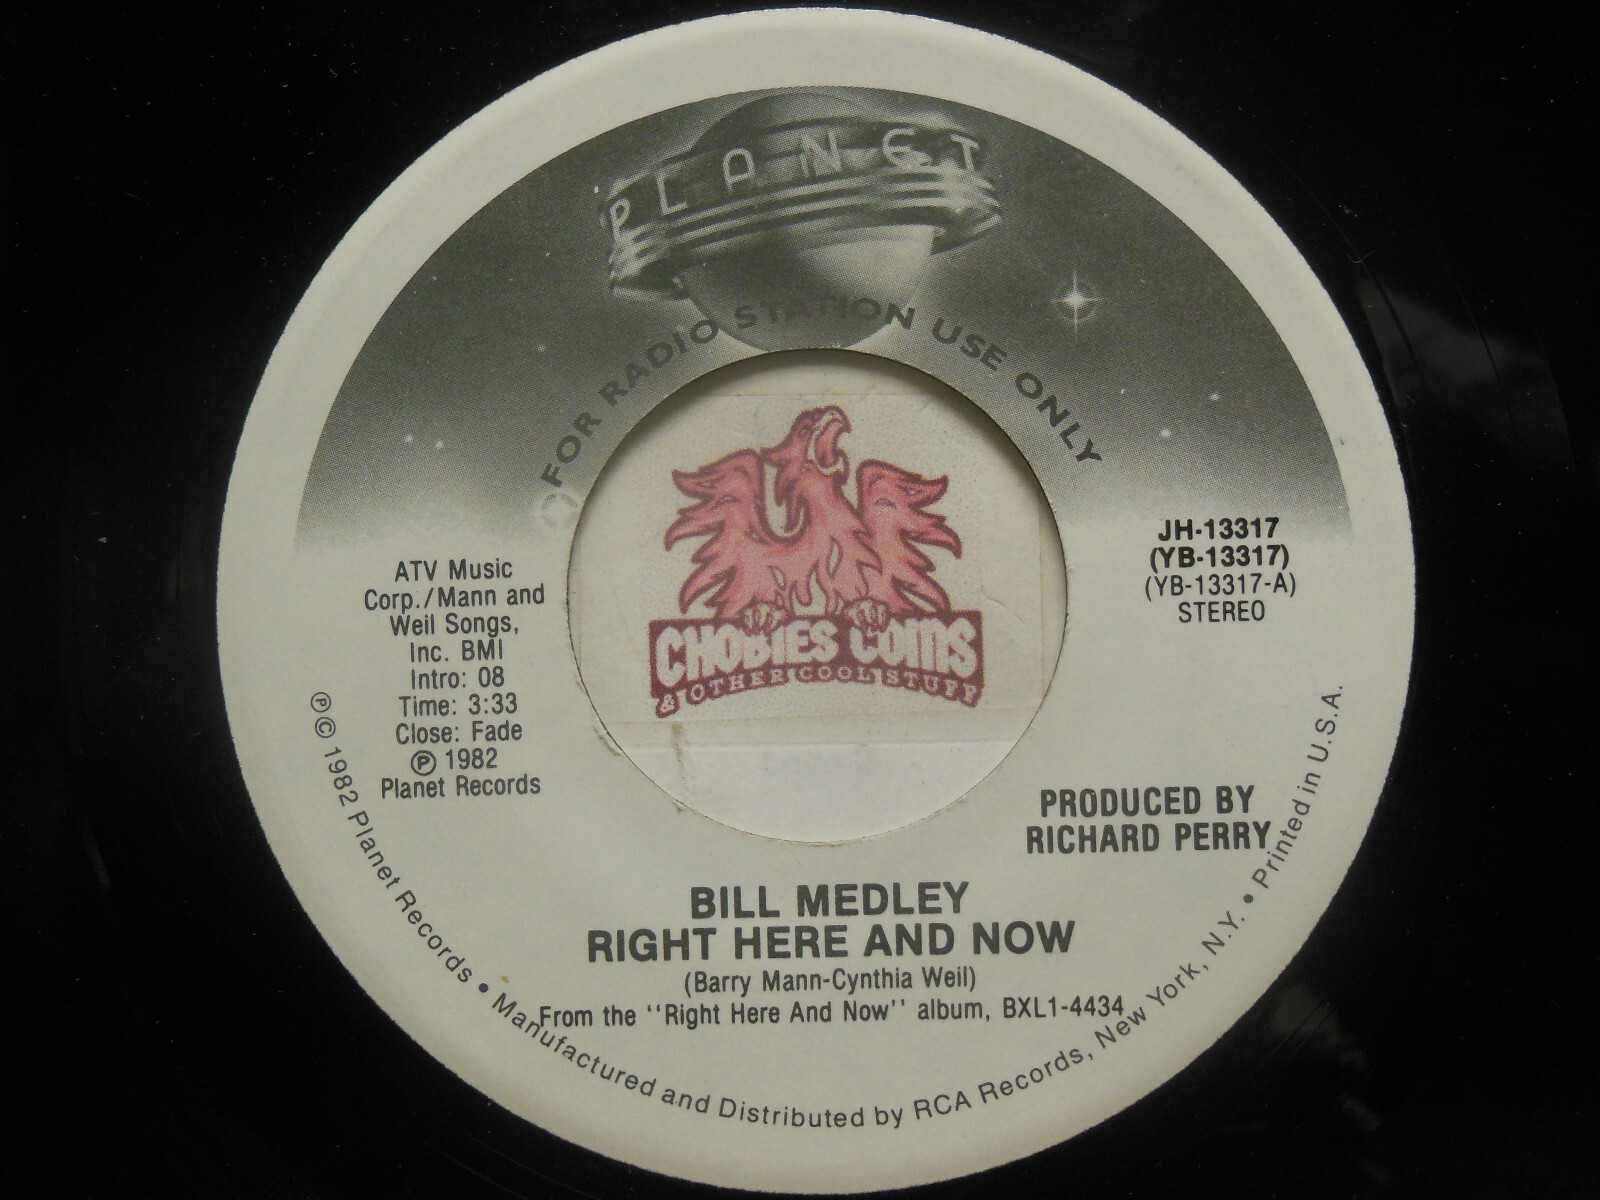 PLANET
FOR RADIO STATION USE ONLY
CHOBIES COINS
& OTHER COOL STUFF
JH-13317
(YB-13317)
(YB-13317-A)
STEREO
ATV Music
Corp./Mann and
Weil Songs,
Inc. BMI
Intro: 08
Time: 3:33
Close: Fade
℗ 1982
Planet Records
PRODUCED BY
RICHARD PERRY
BILL MEDLEY
RIGHT HERE AND NOW
(Barry Mann-Cynthia Weil)
From the "Right Here And Now" album, BXL1-4434
℗© 1982 Planet Records • Manufactured and Distributed by RCA Records, New York, N.Y. • Printed in U.S.A.